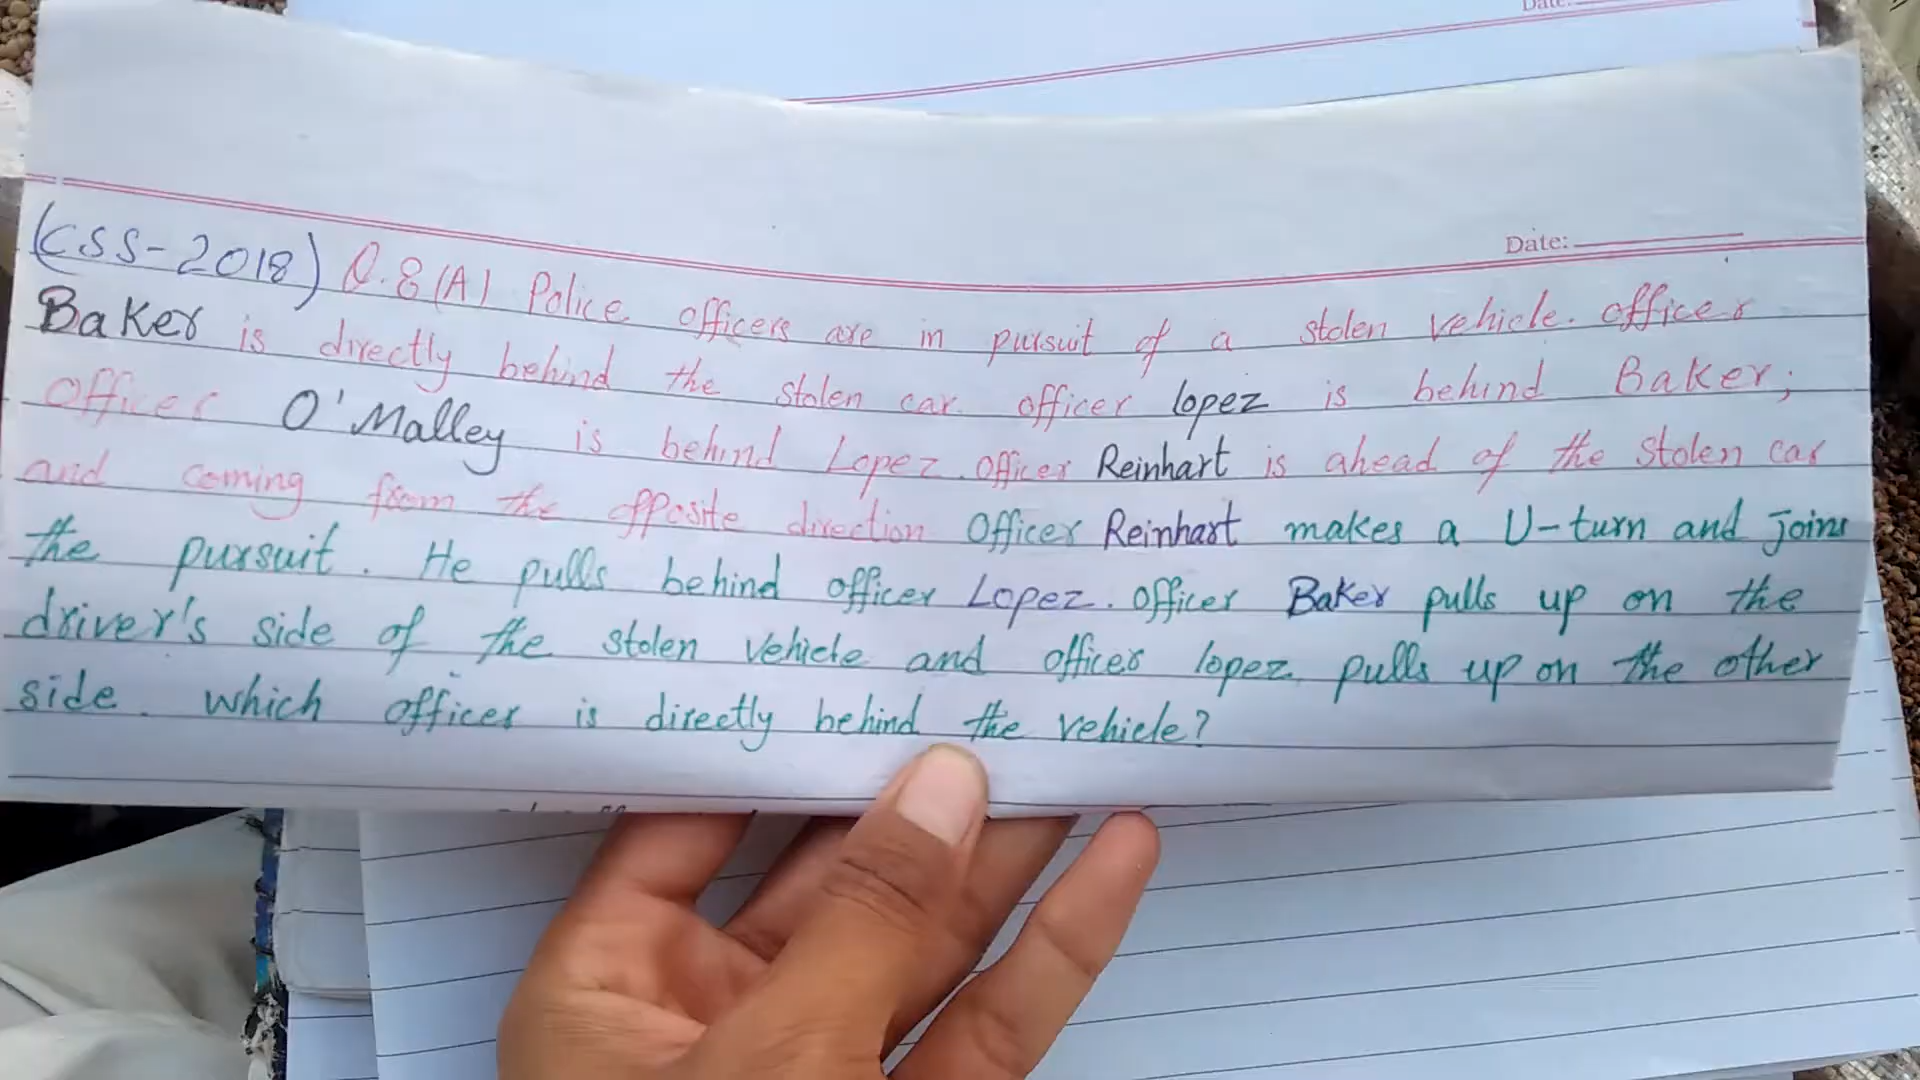 Date:
Date:
(CSS-2018) Q.8(A) Police officers are in pursuit of a stolen vehicle. officer
Baker is directly behind the stolen car. officer lopez is behind Baker;
Officer O'Malley is behind Lopez. Officer Reinhart is ahead of the stolen car
and coming from the opposite direction Officer Reinhart makes a U-turn and joins
the pursuit. He pulls behind officer Lopez. Officer Baker pulls up on the
driver's side of the stolen vehicle and officer lopez pulls up on the other
side. which officer is directly behind the vehicle?